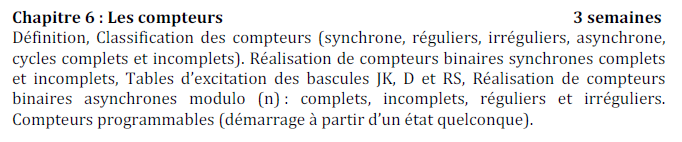 Chapitre 6 : Les compteurs 3 semaines
Définition, Classification des compteurs (synchrone, réguliers, irréguliers, asynchrone,
cycles complets et incomplets). Réalisation de compteurs binaires synchrones complets
et incomplets, Tables d'excitation des bascules JK, D et RS, Réalisation de compteurs
binaires asynchrones modulo (n) : complets, incomplets, réguliers et irréguliers.
Compteurs programmables (démarrage à partir d'un état quelconque).